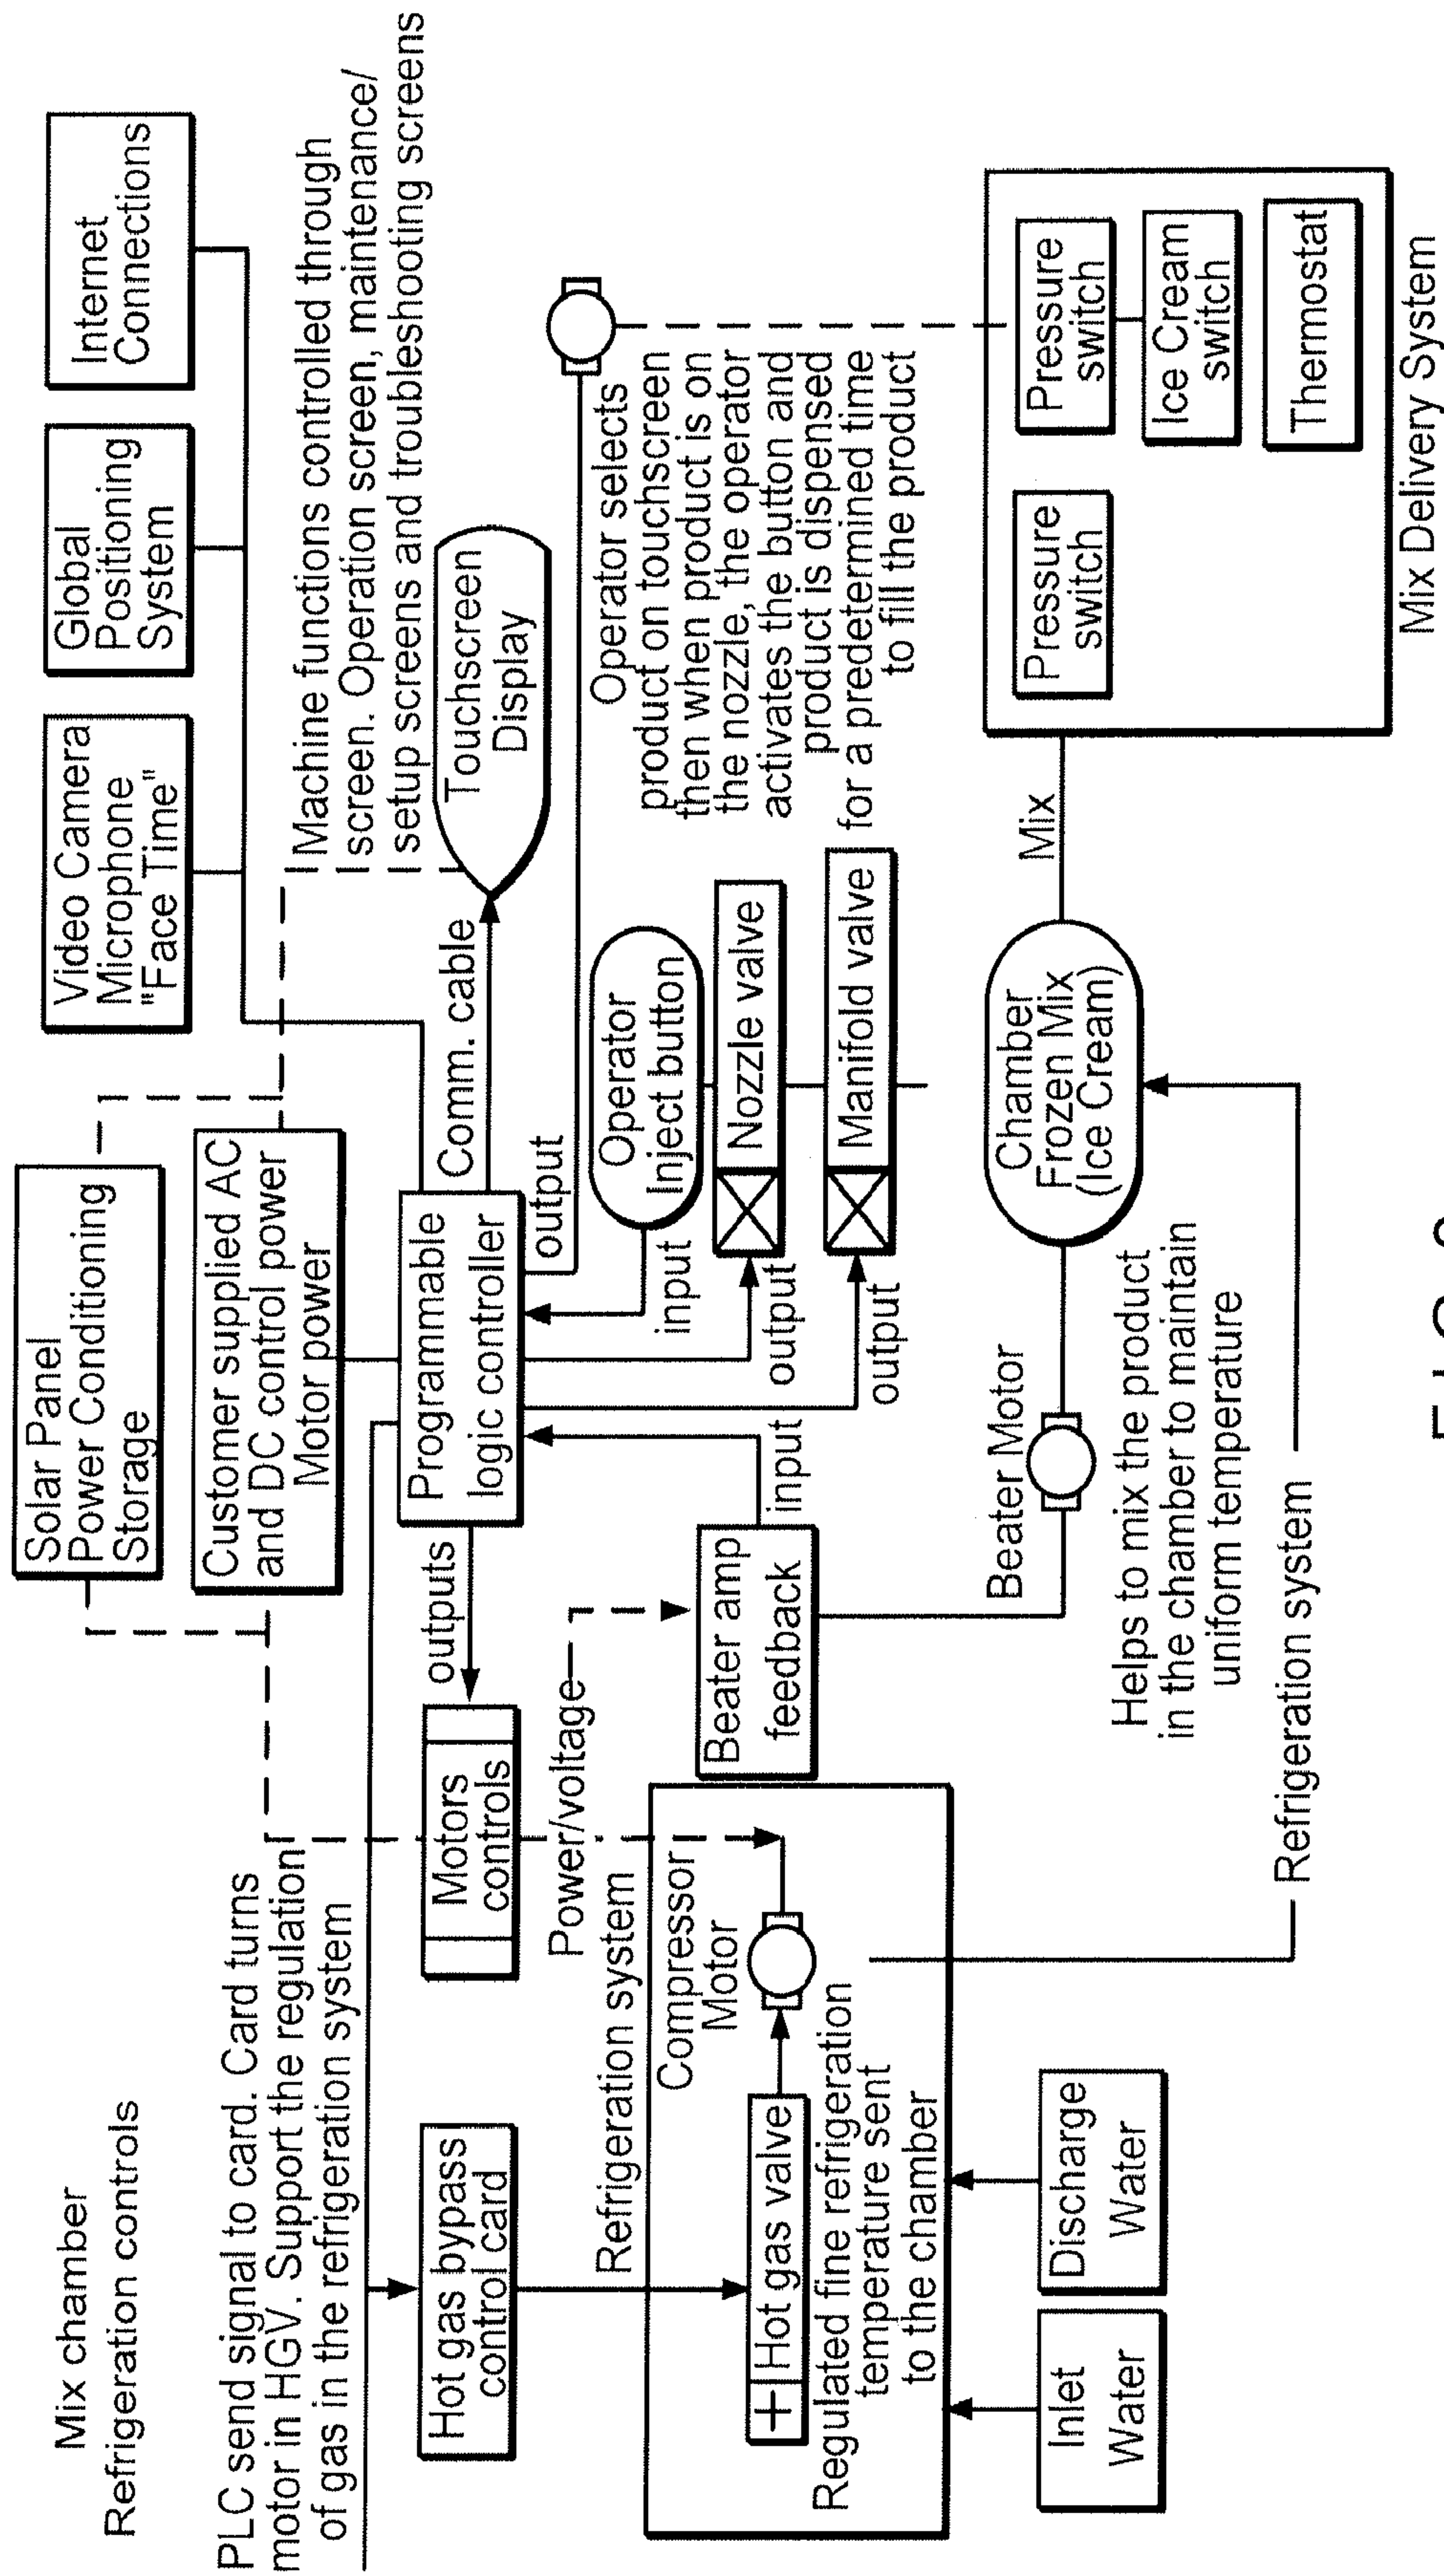 Mix chamber
Refrigeration controls
PLC send signal to card. Card turns
motor in HGV. Support the regulation
of gas in the refrigeration system
Solar Panel
Power Conditioning
Storage
Customer supplied AC
and DC control power
Motor power
Video Camera
Microphone
"Face Time"
Global
Positioning
System
Internet
Connections
Machine functions controlled through
screen. Operation screen, maintenance/
setup screens and troubleshooting screens
Hot gas bypass
control card
Motors
controls
outputs
Programmable
logic controller
Comm. cable
Touchscreen
Display
output
Operator selects
product on touchscreen
then when product is on
the nozzle, the operator
activates the button and
product is dispensed
for a predetermined time
to fill the product
Operator
Inject button
input
Nozzle valve
output
Manifold valve
output
Power/voltage
Beater amp
feedback
input
Refrigeration system
Compressor
Motor
Hot gas valve
Regulated fine refrigeration
temperature sent
to the chamber
Inlet
Water
Discharge
Water
Beater Motor
Helps to mix the product
in the chamber to maintain
uniform temperature
Refrigeration system
Chamber
Frozen Mix
(Ice Cream)
Mix
Pressure
switch
Pressure
switch
Ice Cream
switch
Thermostat
Mix Delivery System